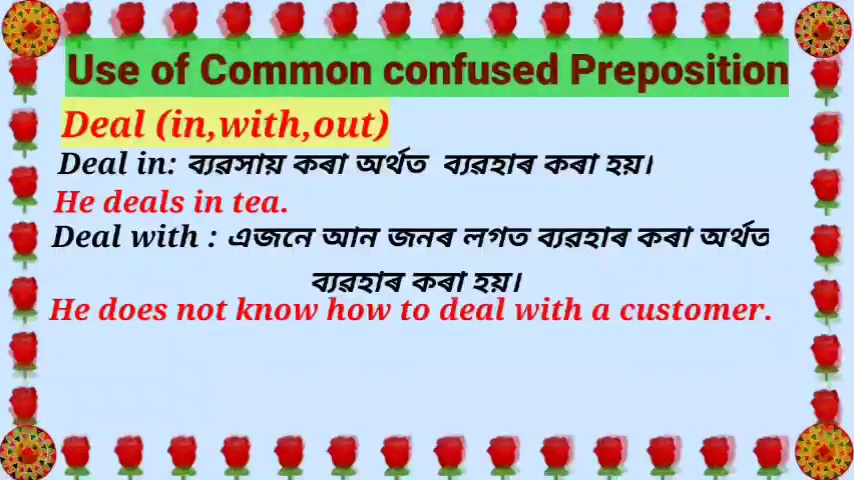 Use of Common confused Preposition
Deal (in,with,out)
Deal in: ব্যৱসায় কৰা অৰ্থত ব্যৱহাৰ কৰা হয়।
He deals in tea.
Deal with : এজনে আন জনৰ লগত ব্যৱহাৰ কৰা অৰ্থত
ব্যৱহাৰ কৰা হয়।
He does not know how to deal with a customer.